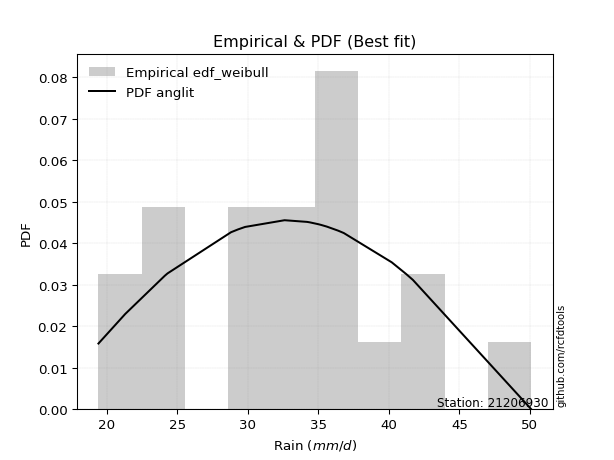 Empirical & PDF (Best fit)
Empirical edf_weibull
PDF anglit
0.08
0.07
0.06
0.05
0.04
0.03
0.02
0.01
0.00
PDF
20 25 30 35 40 45 50
Rain (mm/d)
Station: 21206930
github.com/rcfdtools